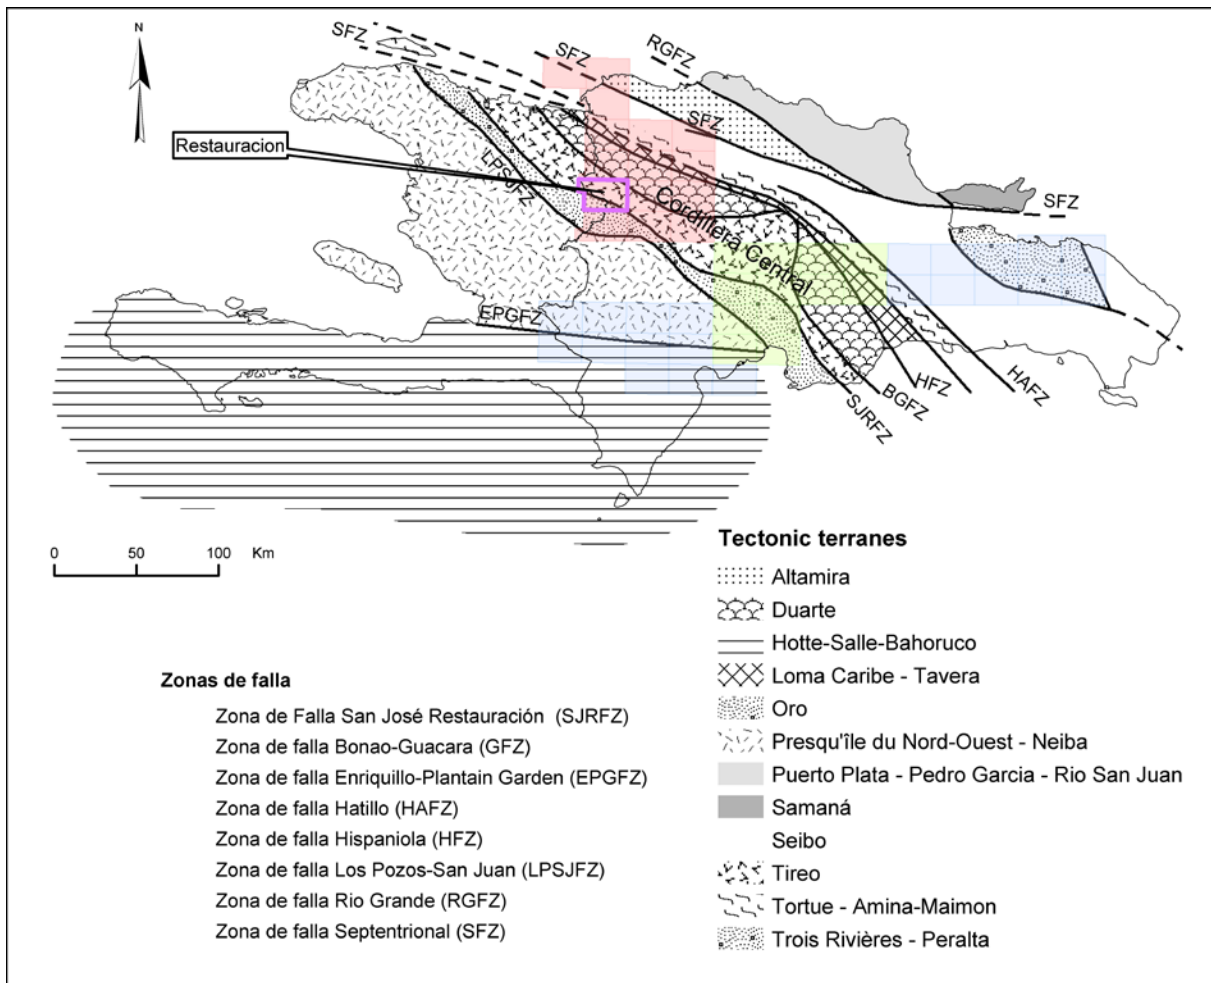 N
SFZ
SFZ
RGFZ
SFZ
Restauracion
LPSJFZ
Cordillera Central
SFZ
EPGFZ
HFZ
HAFZ
BGFZ
SJRFZ
0 50 100 Km
Tectonic terranes
Altamira
Duarte
Hotte-Salle-Bahoruco
Loma Caribe - Tavera
Oro
Presqu'île du Nord-Ouest - Neiba
Puerto Plata - Pedro Garcia - Rio San Juan
Samaná
Seibo
Tireo
Tortue - Amina-Maimon
Trois Rivières - Peralta
Zonas de falla
Zona de Falla San José Restauración (SJRFZ)
Zona de falla Bonao-Guacara (GFZ)
Zona de falla Enriquillo-Plantain Garden (EPGFZ)
Zona de falla Hatillo (HAFZ)
Zona de falla Hispaniola (HFZ)
Zona de falla Los Pozos-San Juan (LPSJFZ)
Zona de falla Rio Grande (RGFZ)
Zona de falla Septentrional (SFZ)